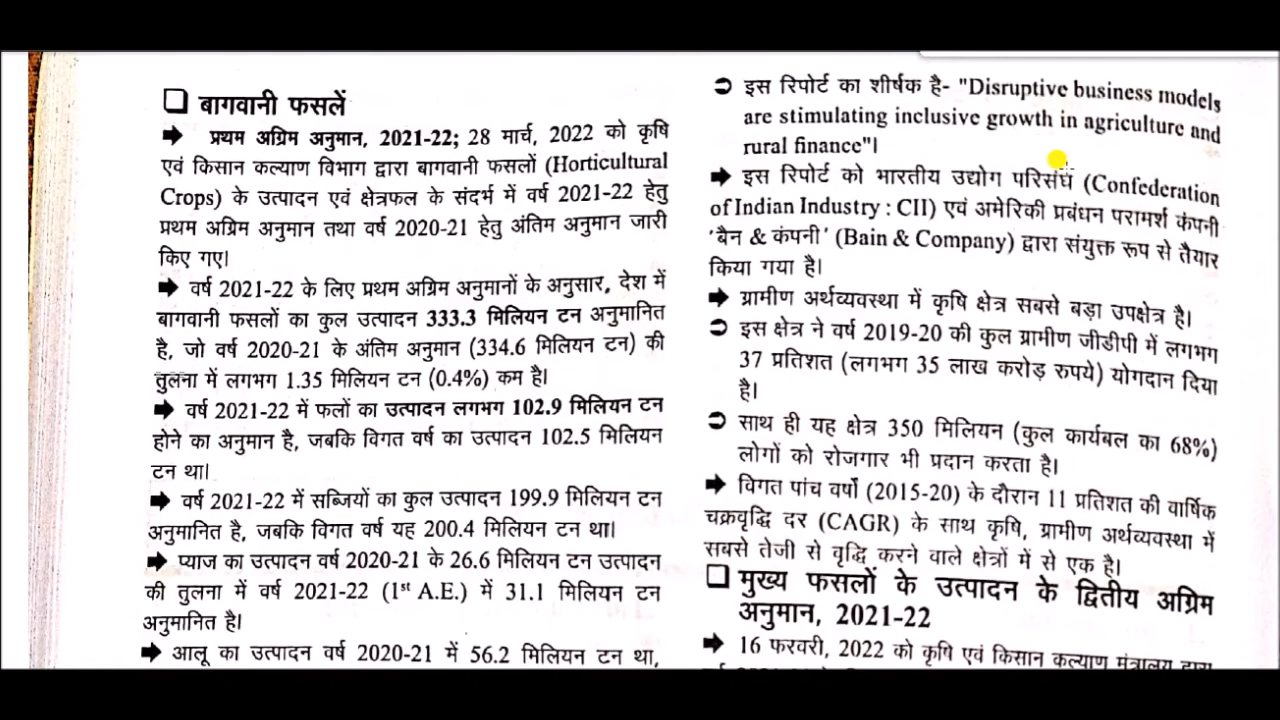 ❑ बागवानी फसलें
➡ प्रथम अग्रिम अनुमान, 2021-22; 28 मार्च, 2022 को कृषि
एवं किसान कल्याण विभाग द्वारा बागवानी फसलों (Horticultural
Crops) के उत्पादन एवं क्षेत्रफल के संदर्भ में वर्ष 2021-22 हेतु
प्रथम अग्रिम अनुमान तथा वर्ष 2020-21 हेतु अंतिम अनुमान जारी
किए गए।
➡ वर्ष 2021-22 के लिए प्रथम अग्रिम अनुमानों के अनुसार, देश में
बागवानी फसलों का कुल उत्पादन 333.3 मिलियन टन अनुमानित
है, जो वर्ष 2020-21 के अंतिम अनुमान (334.6 मिलियन टन) की
तुलना में लगभग 1.35 मिलियन टन (0.4%) कम है।
➡ वर्ष 2021-22 में फलों का उत्पादन लगभग 102.9 मिलियन टन
होने का अनुमान है, जबकि विगत वर्ष का उत्पादन 102.5 मिलियन
टन था।
➡ वर्ष 2021-22 में सब्जियों का कुल उत्पादन 199.9 मिलियन टन
अनुमानित है, जबकि विगत वर्ष यह 200.4 मिलियन टन था।
➡ प्याज का उत्पादन वर्ष 2020-21 के 26.6 मिलियन टन उत्पादन
की तुलना में वर्ष 2021-22 (1st A.E.) में 31.1 मिलियन टन
अनुमानित है।
➡ आलू का उत्पादन वर्ष 2020-21 में 56.2 मिलियन टन था,
➲ इस रिपोर्ट का शीर्षक है- "Disruptive business models
are stimulating inclusive growth in agriculture and
rural finance"।
➡ इस रिपोर्ट को भारतीय उद्योग परिसंघ (Confederation
of Indian Industry : CII) एवं अमेरिकी प्रबंधन परामर्श कंपनी
'बैन & कंपनी' (Bain & Company) द्वारा संयुक्त रूप से तैयार
किया गया है।
➡ ग्रामीण अर्थव्यवस्था में कृषि क्षेत्र सबसे बड़ा उपक्षेत्र है।
➲ इस क्षेत्र ने वर्ष 2019-20 की कुल ग्रामीण जीडीपी में लगभग
37 प्रतिशत (लगभग 35 लाख करोड़ रुपये) योगदान दिया
है।
➲ साथ ही यह क्षेत्र 350 मिलियन (कुल कार्यबल का 68%)
लोगों को रोजगार भी प्रदान करता है।
➡ विगत पांच वर्षों (2015-20) के दौरान 11 प्रतिशत की वार्षिक
चक्रवृद्धि दर (CAGR) के साथ कृषि, ग्रामीण अर्थव्यवस्था में
सबसे तेजी से वृद्धि करने वाले क्षेत्रों में से एक है।
❑ मुख्य फसलों के उत्पादन के द्वितीय अग्रिम
अनुमान, 2021-22
➡ 16 फरवरी, 2022 को कृषि एवं किसान कल्याण मंत्रालय द्वारा